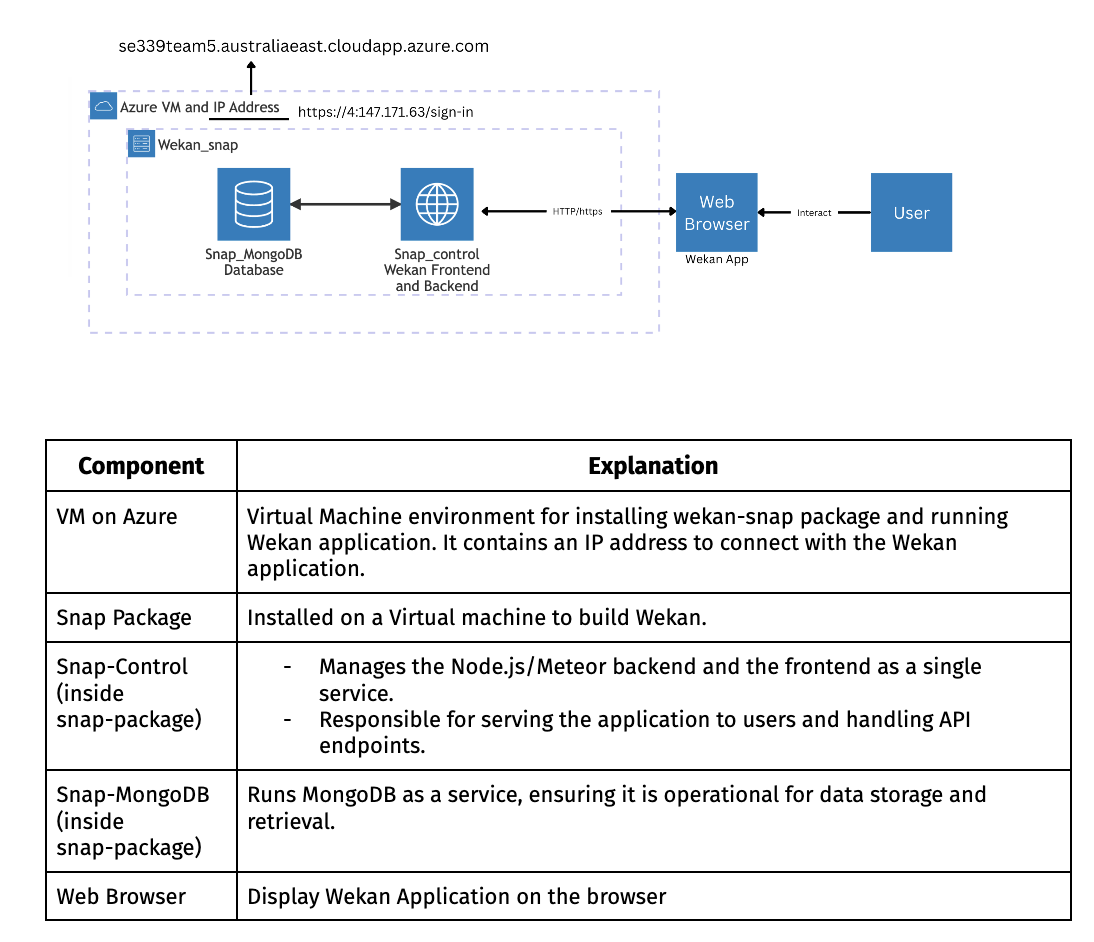 se339team5.australiaeast.cloudapp.azure.com
Azure VM and IP Address
https://4:147.171.63/sign-in
Wekan_snap
Snap_MongoDB
Database
Snap_control
Wekan Frontend
and Backend
HTTP/https
Web
Browser
Wekan App
Interact
User
Component
Explanation
VM on Azure
Virtual Machine environment for installing wekan-snap package and running
Wekan application. It contains an IP address to connect with the Wekan
application.
Snap Package
Installed on a Virtual machine to build Wekan.
Snap-Control
(inside
snap-package)
- Manages the Node.js/Meteor backend and the frontend as a single
service.
- Responsible for serving the application to users and handling API
endpoints.
Snap-MongoDB
(inside
snap-package)
Runs MongoDB as a service, ensuring it is operational for data storage and
retrieval.
Web Browser
Display Wekan Application on the browser